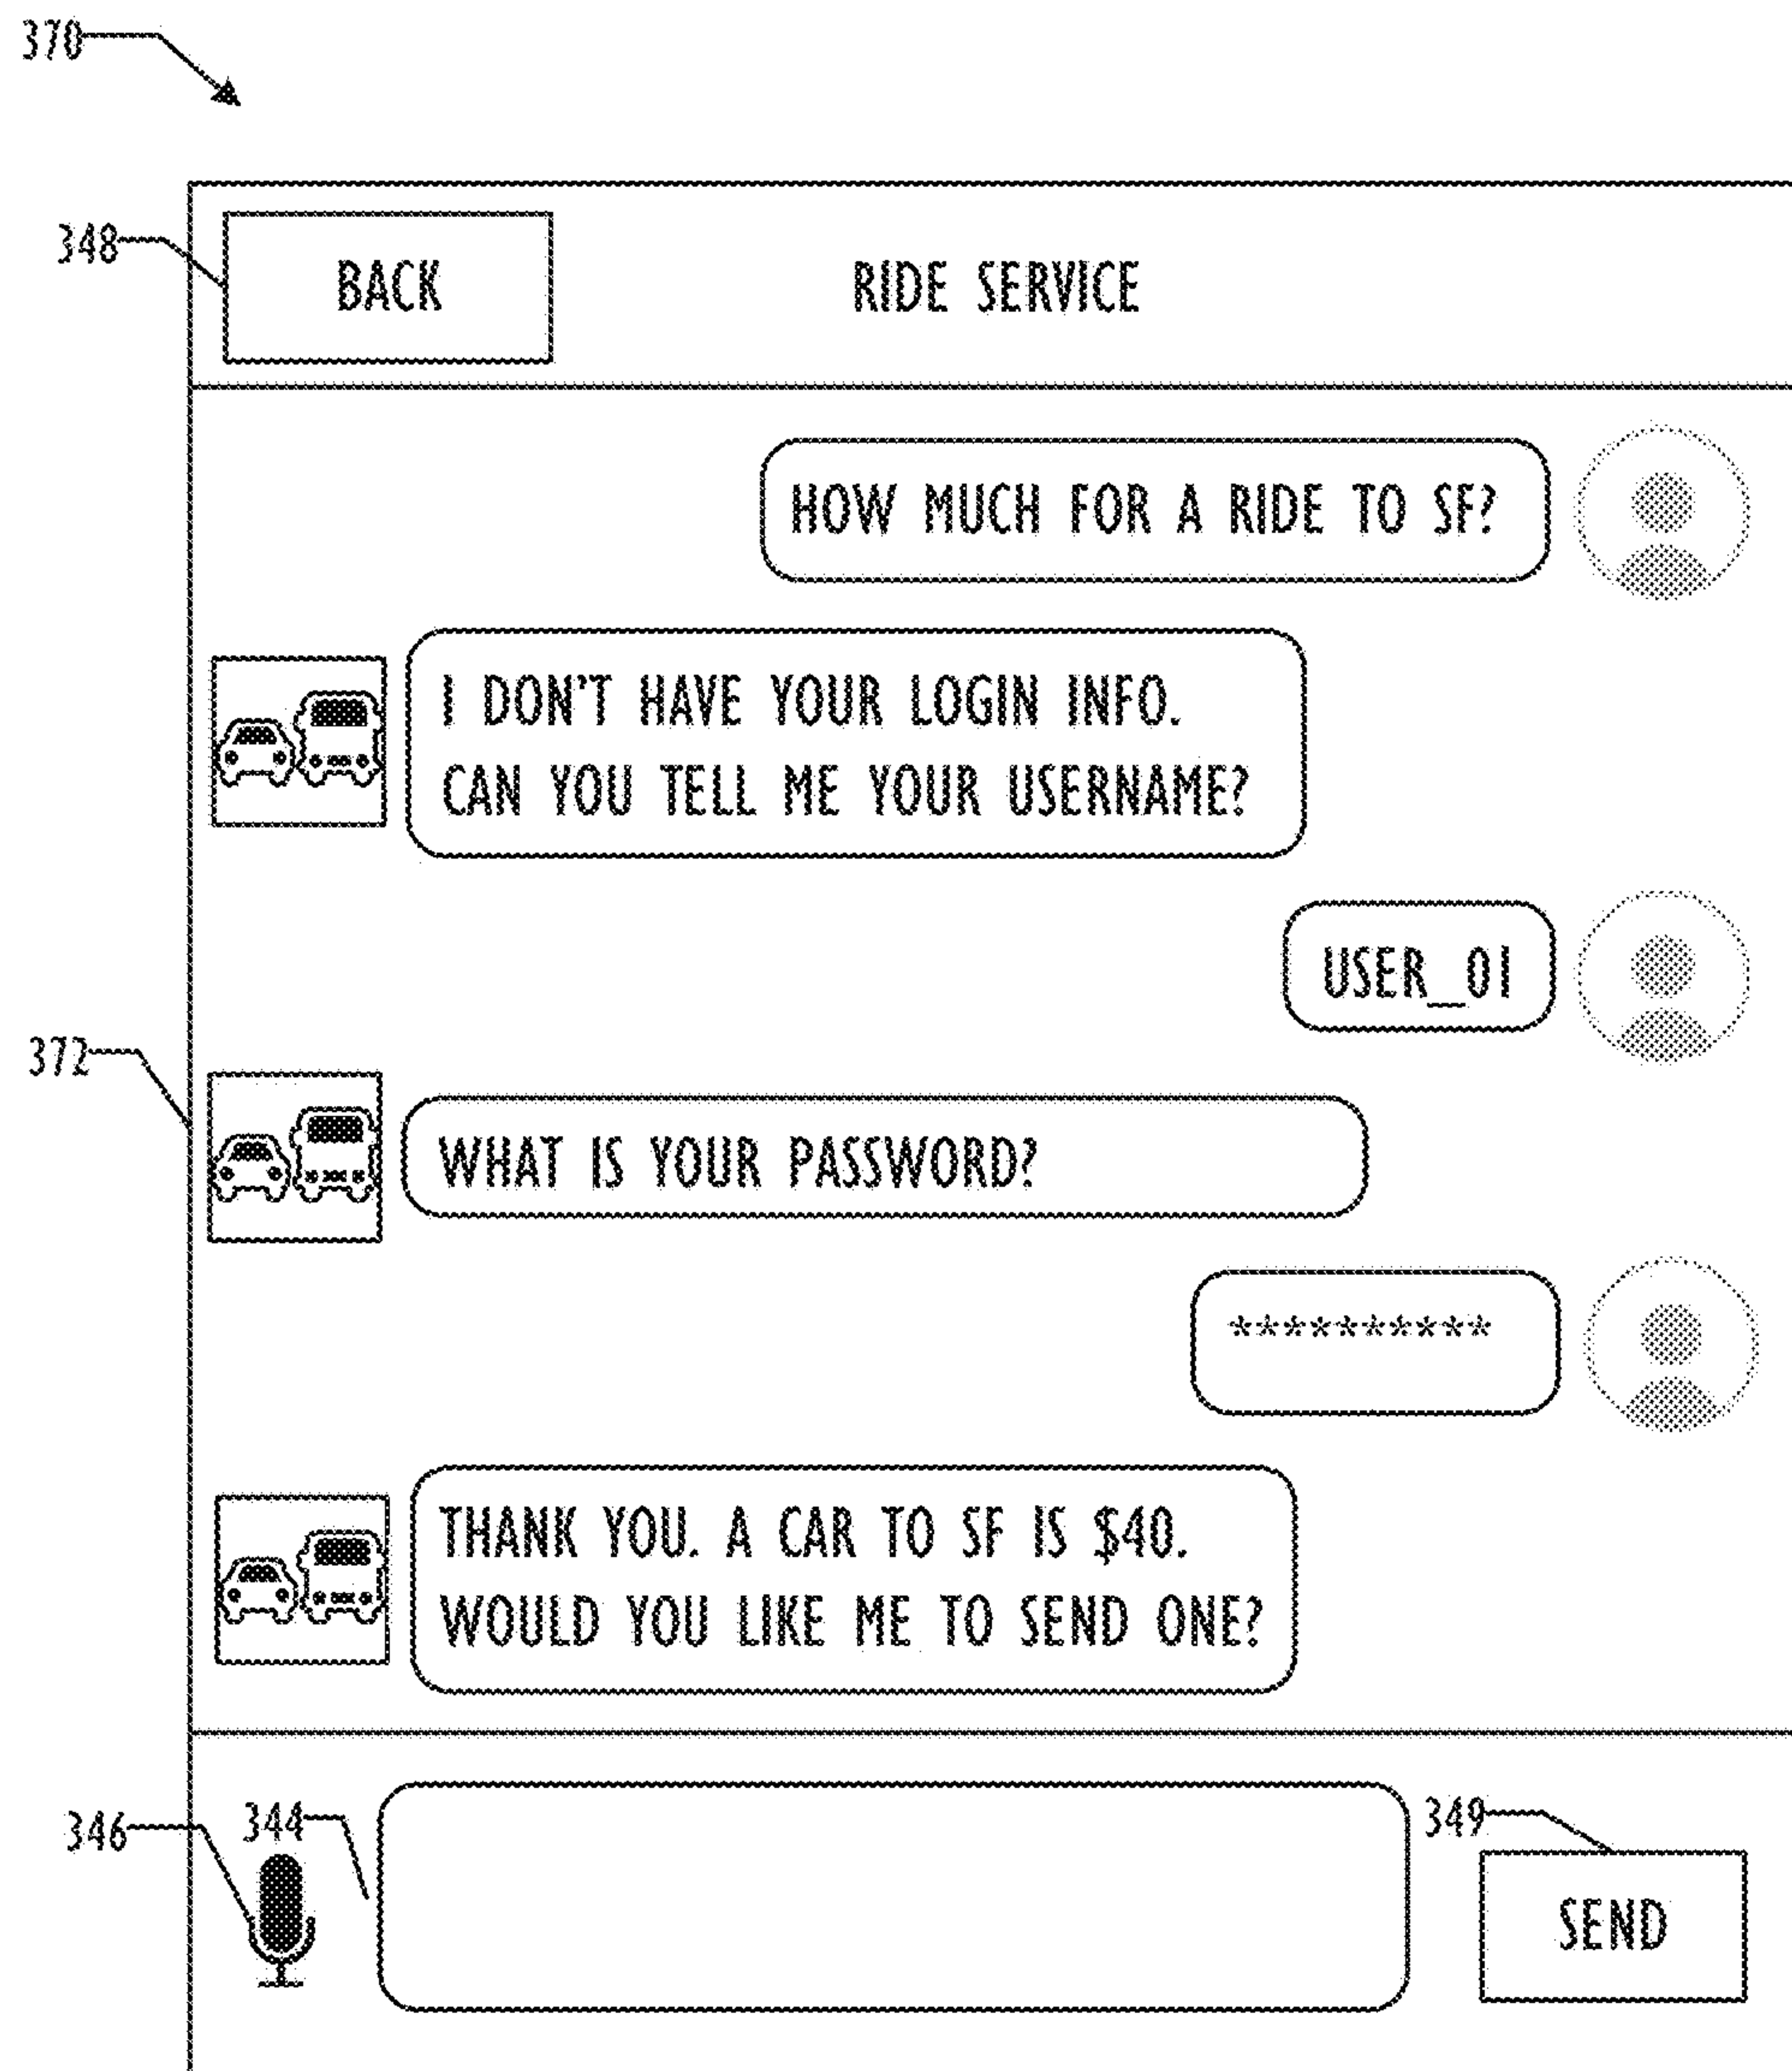 370
348
BACK
RIDE SERVICE
HOW MUCH FOR A RIDE TO SF?
I DON'T HAVE YOUR LOGIN INFO.
CAN YOU TELL ME YOUR USERNAME?
USER_01
372
WHAT IS YOUR PASSWORD?
**********
THANK YOU. A CAR TO SF IS $40.
WOULD YOU LIKE ME TO SEND ONE?
346
344
349
SEND